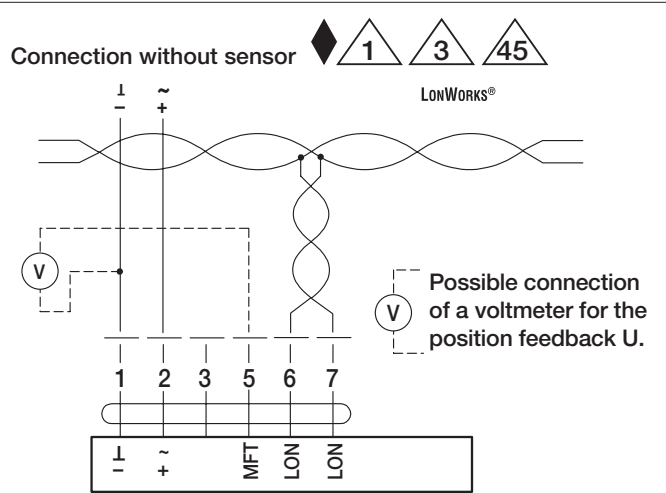 Connection without sensor 1 3 45
LONWORKS®
⊥ ~
– +
V
V
Possible connection
of a voltmeter for the
position feedback U.
1 2 3 5 6 7
⊥ ~ MFT LON LON
– +